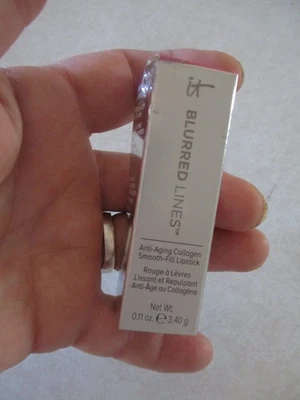 it
BLURRED LINES™
Anti-Aging Collagen
Smooth-Fill Lipstick
Rouge à Lèvres
Lissant et Repulpant
Anti-Âge au Collagène
Net Wt.
0.11 oz. ℮ 3.40 g